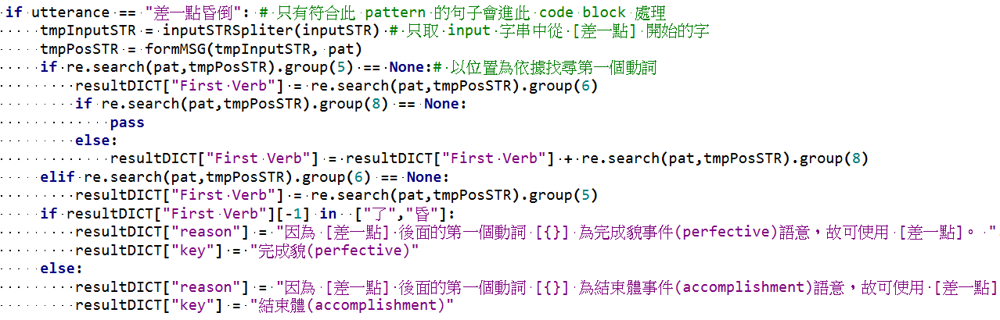 if utterance == "差一點昏倒": # 只有符合此 pattern 的句子會進此 code block 處理
    tmpInputSTR = inputSTRSpliter(inputSTR) # 只取 input 字串中從 [差一點] 開始的字
    tmpPosSTR = formMSG(tmpInputSTR, pat)
    if re.search(pat,tmpPosSTR).group(5) == None:# 以位置為依據找尋第一個動詞
        resultDICT["First Verb"] = re.search(pat,tmpPosSTR).group(6)
        if re.search(pat,tmpPosSTR).group(8) == None:
            pass
        else:
            resultDICT["First Verb"] = resultDICT["First Verb"] + re.search(pat,tmpPosSTR).group(8)
    elif re.search(pat,tmpPosSTR).group(6) == None:
        resultDICT["First Verb"] = re.search(pat,tmpPosSTR).group(5)
    if resultDICT["First Verb"][-1] in  ["了","昏"]:
        resultDICT["reason"] = "因為 [差一點] 後面的第一個動詞 [{}] 為完成貌事件(perfective)語意，故可使用 [差一點]。 "
        resultDICT["key"] = "完成貌(perfective)"
    else:
        resultDICT["reason"] = "因為 [差一點] 後面的第一個動詞 [{}] 為結束體事件(accomplishment)語意，故可使用 [差一點]
        resultDICT["key"] = "結束體(accomplishment)"